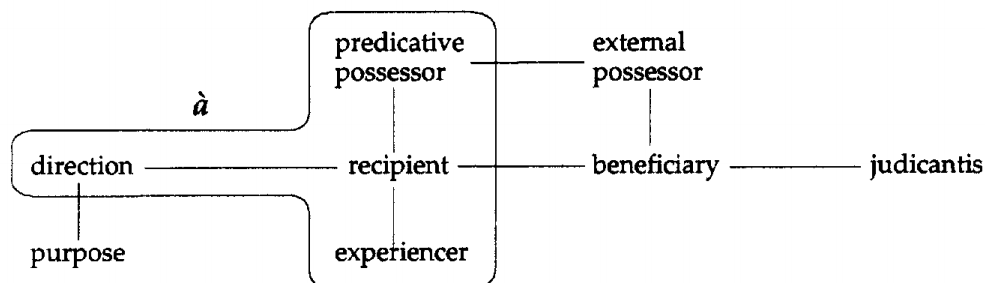 predicative external
possessor possessor
à
direction recipient beneficiary judicantis
purpose experiencer